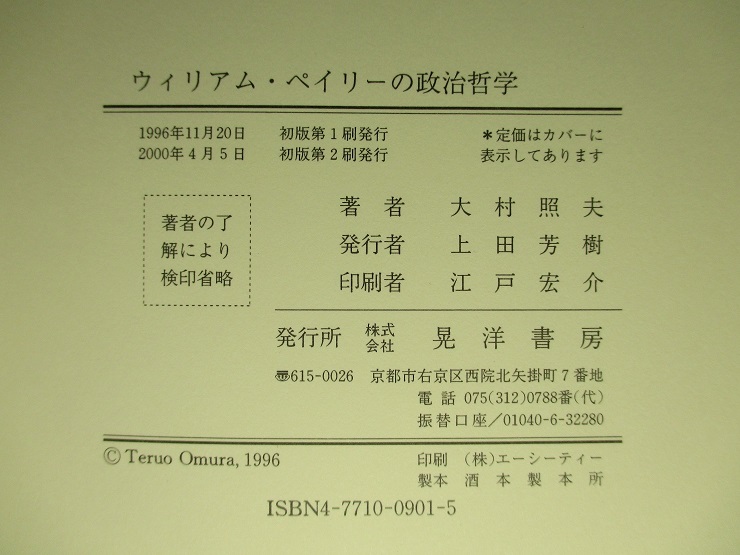 ウィリアム・ペイリーの政治哲学
1996年11月20日 初版第1刷発行
2000年4月5日 初版第2刷発行
＊定価はカバーに
表示してあります
著者の了
解により
検印省略
著者 大村照夫
発行者 上田芳樹
印刷者 江戸宏介
発行所 株式会社 晃洋書房
〠615-0026 京都市右京区西院北矢掛町7番地
電話 075(312)0788番(代)
振替口座／01040-6-32280
© Teruo Omura, 1996
印刷 (株)エーシーティー
製本 酒本製本所
ISBN4-7710-0901-5